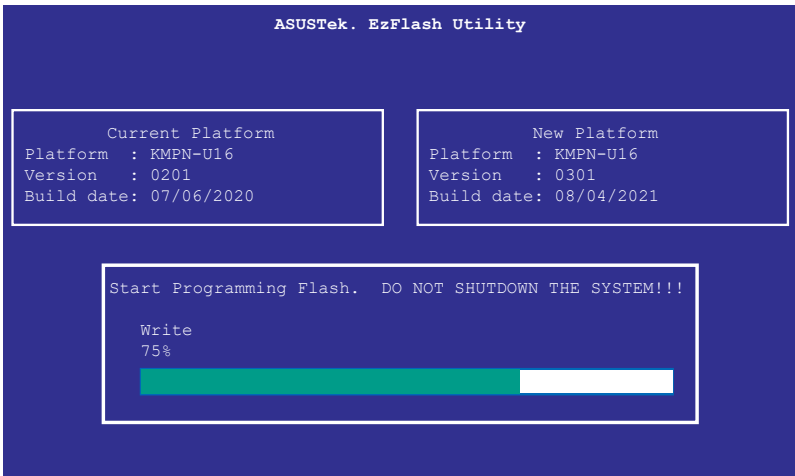 ASUSTek. EzFlash Utility
Current Platform
Platform : KMPN-U16
Version : 0201
Build date: 07/06/2020
New Platform
Platform : KMPN-U16
Version : 0301
Build date: 08/04/2021
Start Programming Flash. DO NOT SHUTDOWN THE SYSTEM!!!
Write
75%